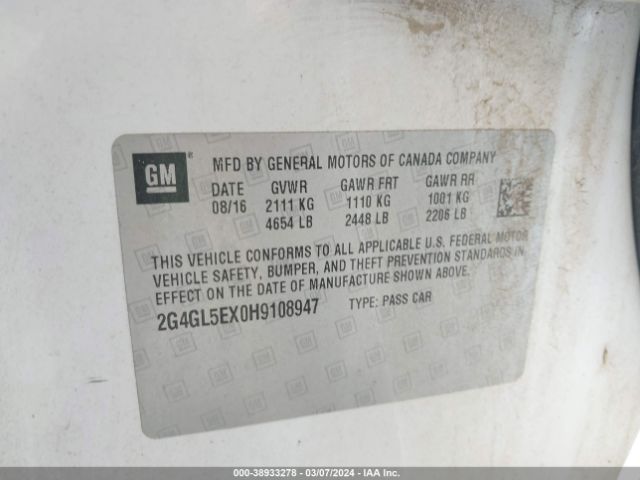 GM
MFD BY GENERAL MOTORS OF CANADA COMPANY
DATE GVWR GAWR FRT GAWR RR
08/16 2111 KG 1110 KG 1001 KG
4654 LB 2448 LB 2206 LB
THIS VEHICLE CONFORMS TO ALL APPLICABLE U.S. FEDERAL MOTOR
VEHICLE SAFETY, BUMPER, AND THEFT PREVENTION STANDARDS IN
EFFECT ON THE DATE OF MANUFACTURE SHOWN ABOVE.
2G4GL5EX0H9108947 TYPE: PASS CAR
000-38933278 - 03/07/2024 - IAA Inc.